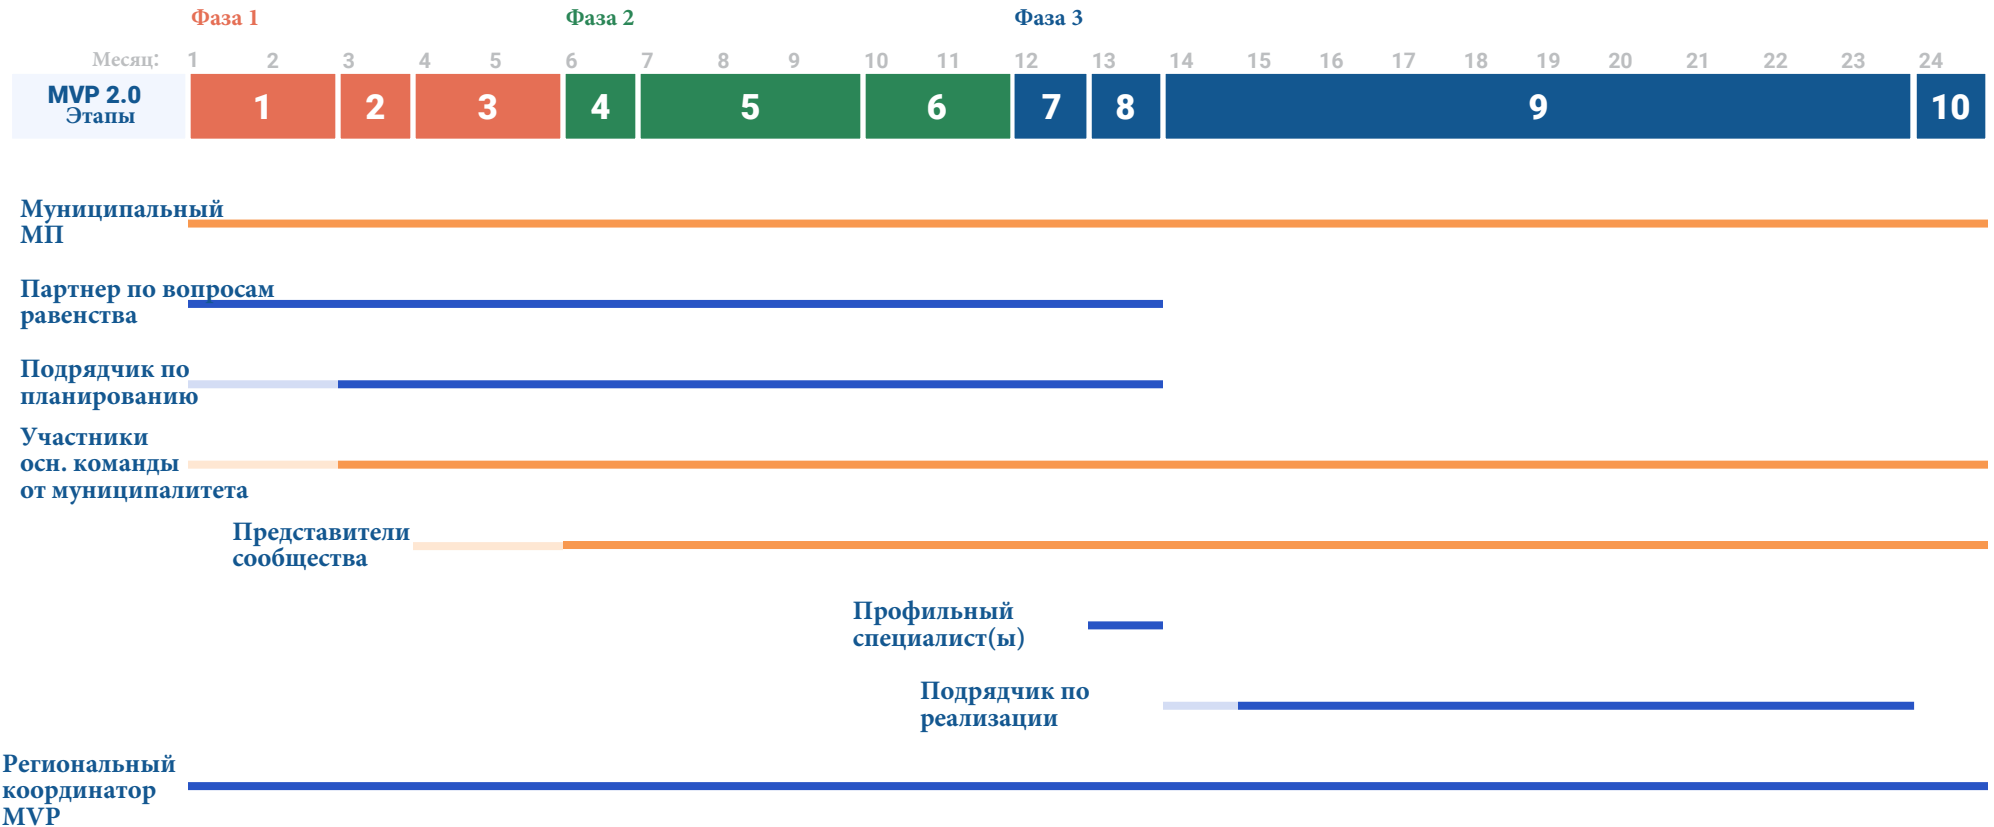 Фаза 1 Фаза 2 Фаза 3
Месяц: 1 2 3 4 5 6 7 8 9 10 11 12 13 14 15 16 17 18 19 20 21 22 23 24
MVP 2.0
Этапы
1 2 3 4 5 6 7 8 9 10
Муниципальный
МП
Партнер по вопросам
равенства
Подрядчик по
планированию
Участники
осн. команды
от муниципалитета
Представители
сообщества
Профильный
специалист(ы)
Подрядчик по
реализации
Региональный
координатор
MVP